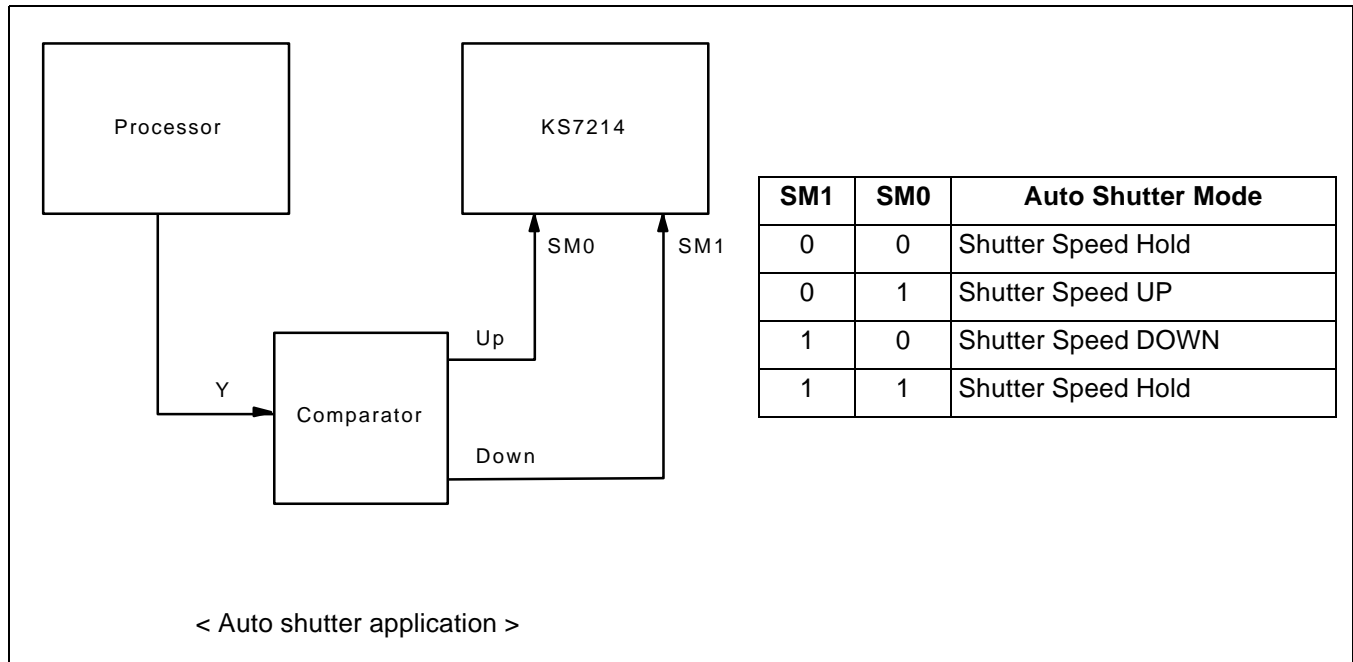 Processor
KS7214
SM0
SM1
Up
Y
Comparator
Down
SM1 SM0 Auto Shutter Mode
0 0 Shutter Speed Hold
0 1 Shutter Speed UP
1 0 Shutter Speed DOWN
1 1 Shutter Speed Hold
< Auto shutter application >